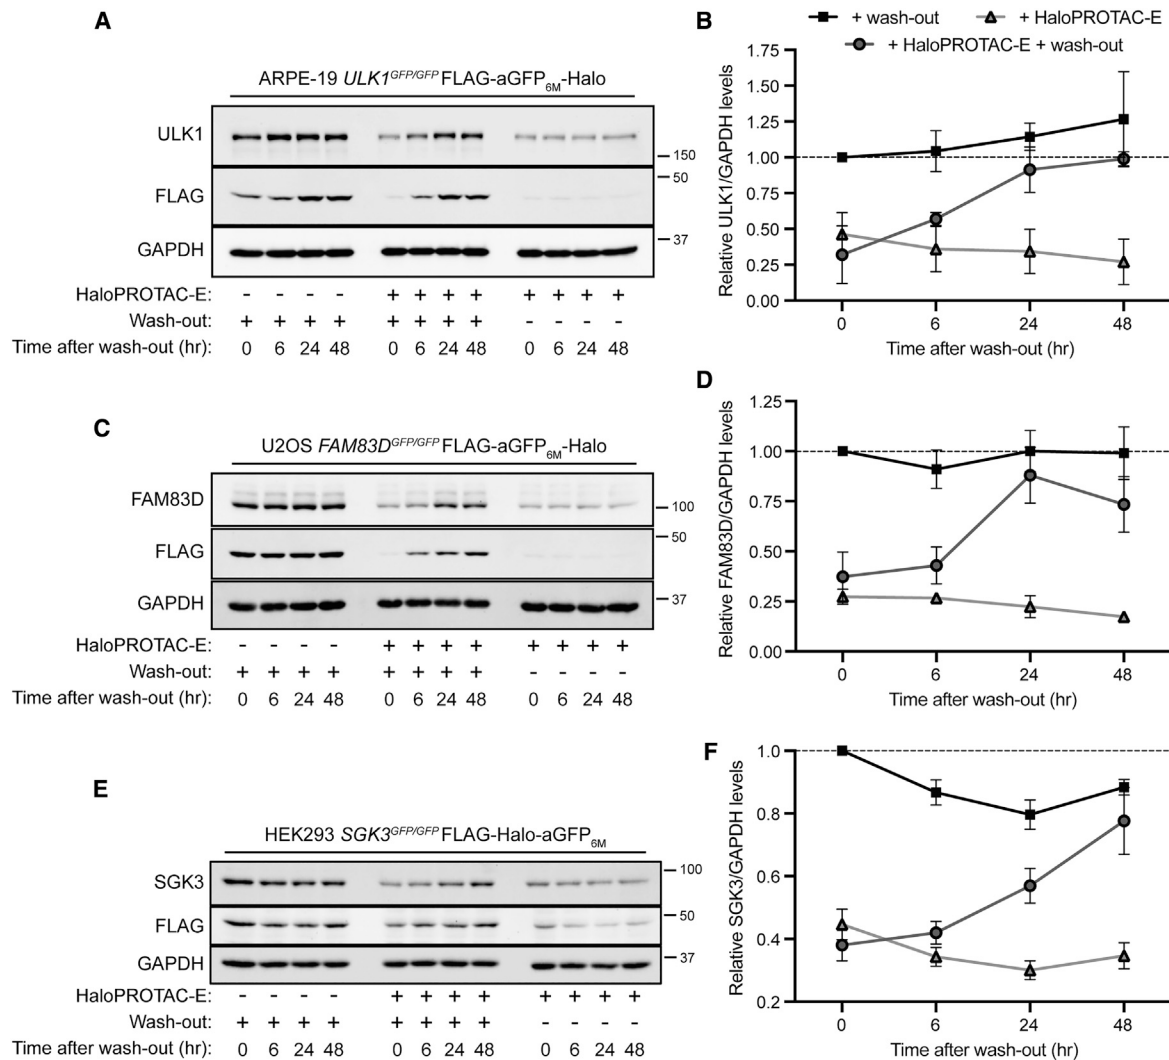 A
ARPE-19 ULK1GFP/GFP FLAG-aGFP6M-Halo
ULK1
150
50
FLAG
GAPDH
37
HaloPROTAC-E: - - - - + + + + + + + +
Wash-out: + + + + + + + + - - - -
Time after wash-out (hr): 0 6 24 48 0 6 24 48 0 6 24 48
B
+ wash-out + HaloPROTAC-E
+ HaloPROTAC-E + wash-out
Relative ULK1/GAPDH levels
1.75
1.50
1.25
1.00
0.75
0.50
0.25
0.00
0 6 24 48
Time after wash-out (hr)
C
U2OS FAM83DGFP/GFP FLAG-aGFP6M-Halo
FAM83D
100
50
FLAG
GAPDH
37
HaloPROTAC-E: - - - - + + + + + + + +
Wash-out: + + + + + + + + - - - -
Time after wash-out (hr): 0 6 24 48 0 6 24 48 0 6 24 48
D
Relative FAM83D/GAPDH levels
1.25
1.00
0.75
0.50
0.25
0.00
0 6 24 48
Time after wash-out (hr)
E
HEK293 SGK3GFP/GFP FLAG-Halo-aGFP6M
SGK3
100
50
FLAG
GAPDH
37
HaloPROTAC-E: - - - - + + + + + + + +
Wash-out: + + + + + + + + - - - -
Time after wash-out (hr): 0 6 24 48 0 6 24 48 0 6 24 48
F
Relative SGK3/GAPDH levels
1.0
0.8
0.6
0.4
0.2
0 6 24 48
Time after wash-out (hr)